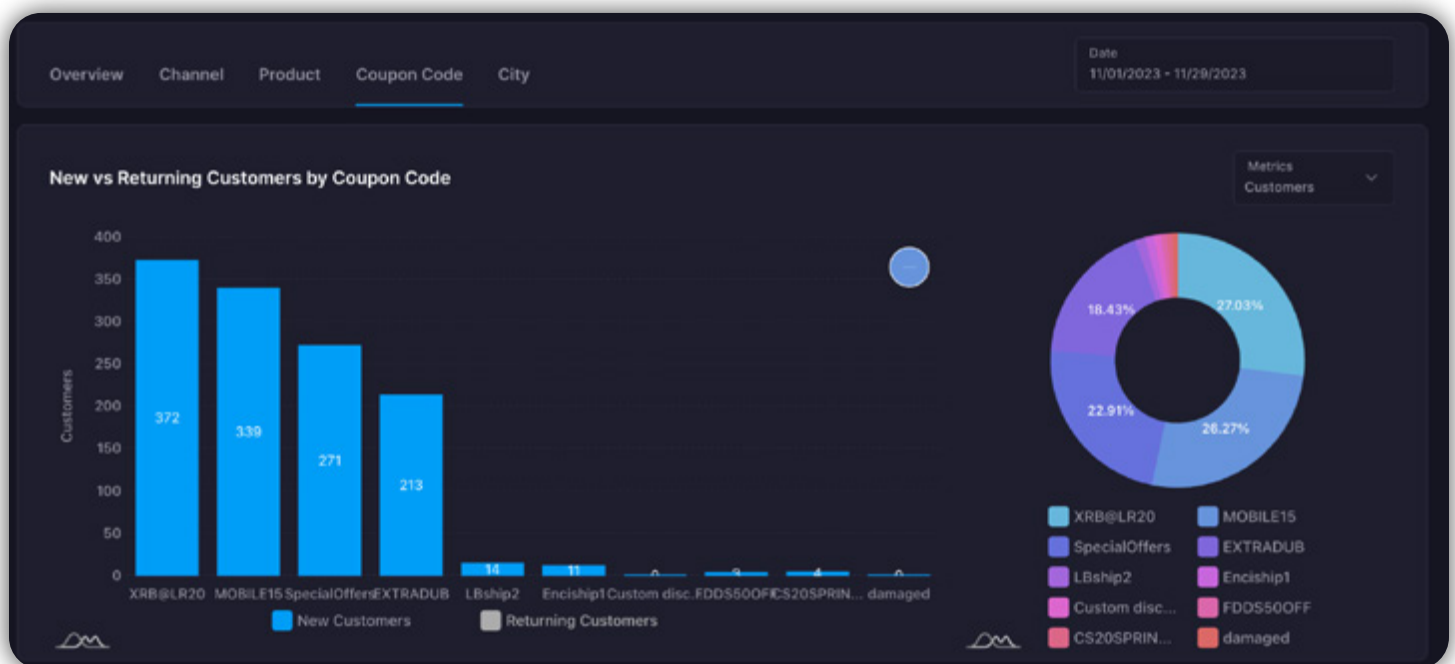 Overview Channel Product Coupon Code City
Date
11/01/2023 - 11/29/2023
New vs Returning Customers by Coupon Code
Metrics
Customers
400
350
300
250
200
150
100
50
0
Customers
372
339
271
213
14
11
4
XRB@LR20 MOBILE15 SpecialOffers EXTRADUB LBship2 Enciship1 Custom disc... FDDS50OFF CS20SPRIN... damaged
New Customers Returning Customers
27.03%
26.27%
22.91%
18.43%
XRB@LR20 MOBILE15
SpecialOffers EXTRADUB
LBship2 Enciship1
Custom disc... FDDS50OFF
CS20SPRIN... damaged